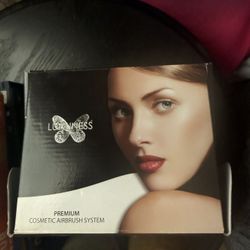 LUMINESS
PREMIUM
COSMETIC AIRBRUSH SYSTEM